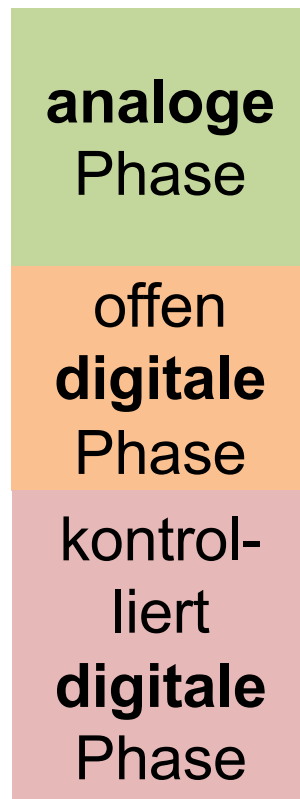 analoge
Phase
offen
digitale
Phase
kontrol-
liert
digitale
Phase